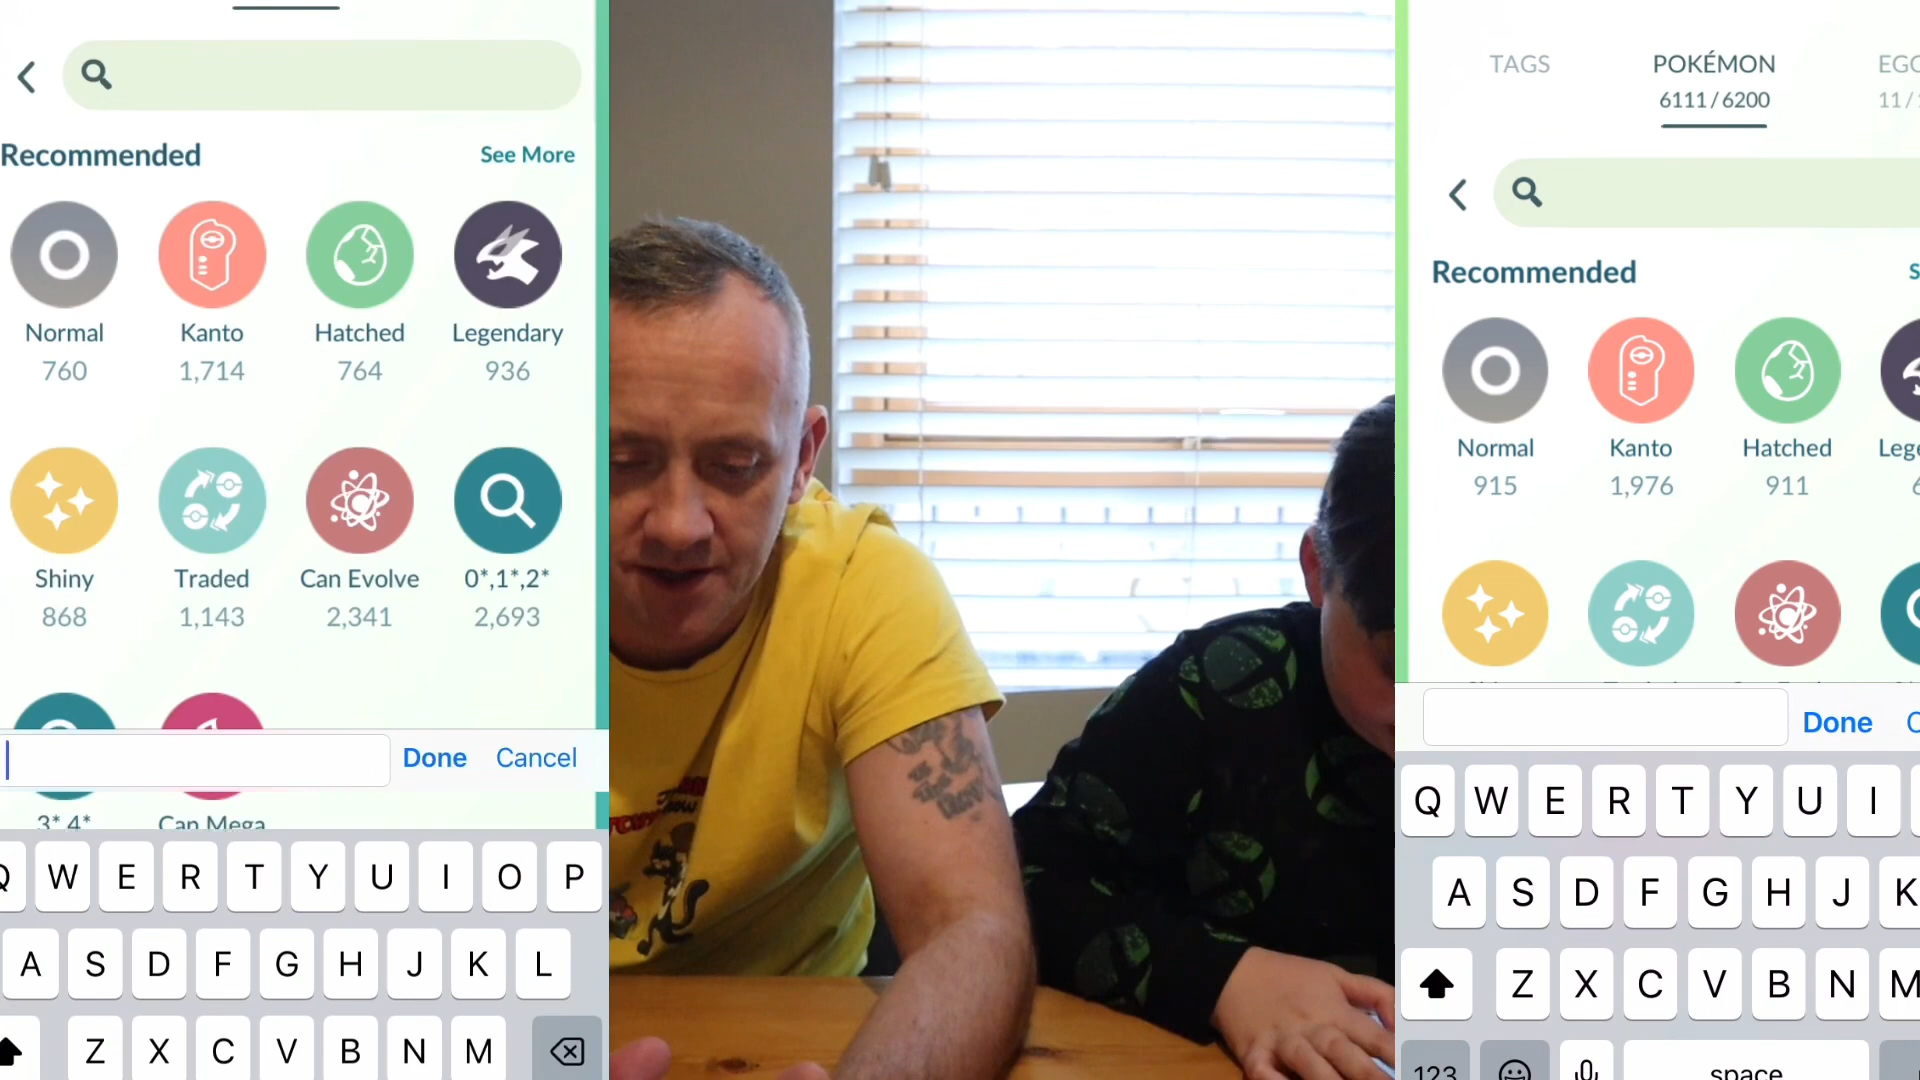 Recommended
See More
Normal
Kanto
Hatched
Legendary
760
1,714
764
936
Shiny
Traded
Can Evolve
0*,1*,2*
868
1,143
2,341
2,693
Done
Cancel
3* 4*
Can Mega
Q W E R T Y U I O P
A S D F G H J K L
Z X C V B N M
TAGS
POKÉMON
6111 / 6200
11 /
Recommended
Normal
Kanto
Hatched
915
1,976
911
Done
Q W E R T Y U I
A S D F G H J K
Z X C V B N M
123
space